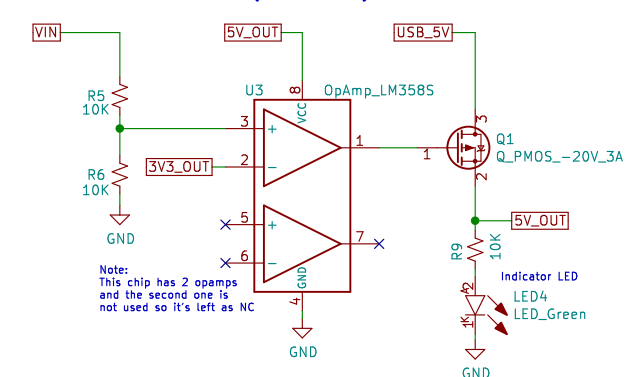 VIN
5V_OUT
USB_5V
U3
OpAmp_LM358S
8
VCC
R5
10K
3
+
1
2
-
3V3_OUT
3
1
Q1
Q_PMOS_-20V_3A
2
R6
10K
GND
5
+
7
6
-
GND
4
GND
5V_OUT
R9
10K
Indicator LED
2
A
LED4
LED_Green
K
1
GND
Note:
This chip has 2 opamps
and the second one is
not used so it's left as NC